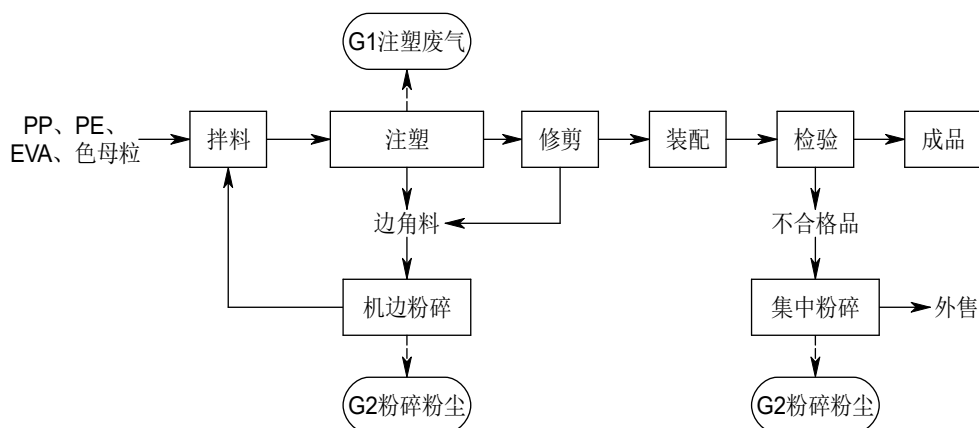 G1注塑废气
PP、PE、
EVA、色母粒
拌料
注塑
修剪
装配
检验
成品
边角料
不合格品
机边粉碎
集中粉碎
外售
G2粉碎粉尘
G2粉碎粉尘